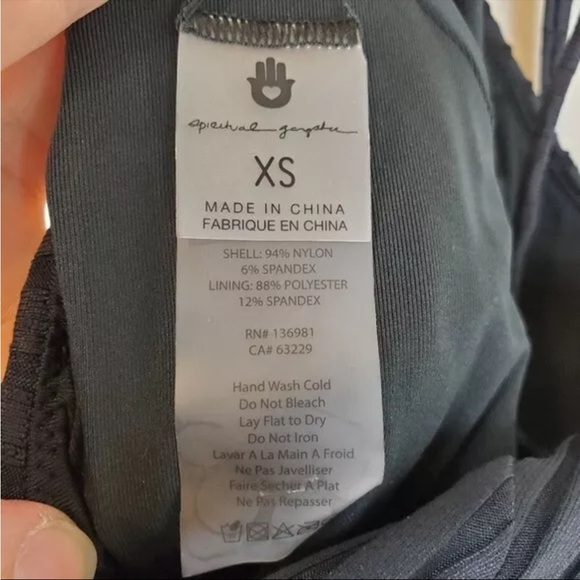 spiritual gangster
XS
MADE IN CHINA
FABRIQUE EN CHINA
SHELL: 94% NYLON
6% SPANDEX
LINING: 88% POLYESTER
12% SPANDEX
RN# 136981
CA# 63229
Hand Wash Cold
Do Not Bleach
Lay Flat to Dry
Do Not Iron
Lavar A La Main A Froid
Ne Pas Javelliser
Faire Secher A Plat
Ne Pas Repasser